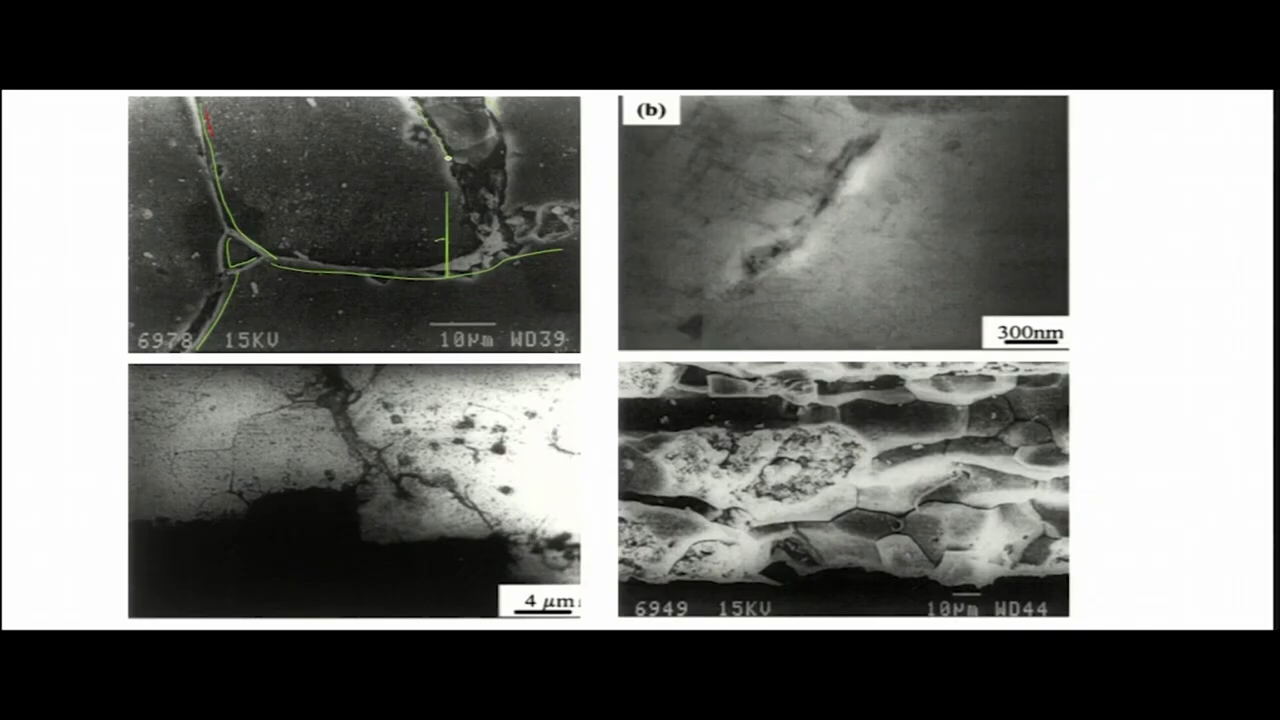 (b)
6978 15KV 10μm WD39
300nm
4 μm
6949 15KV 10μm WD44